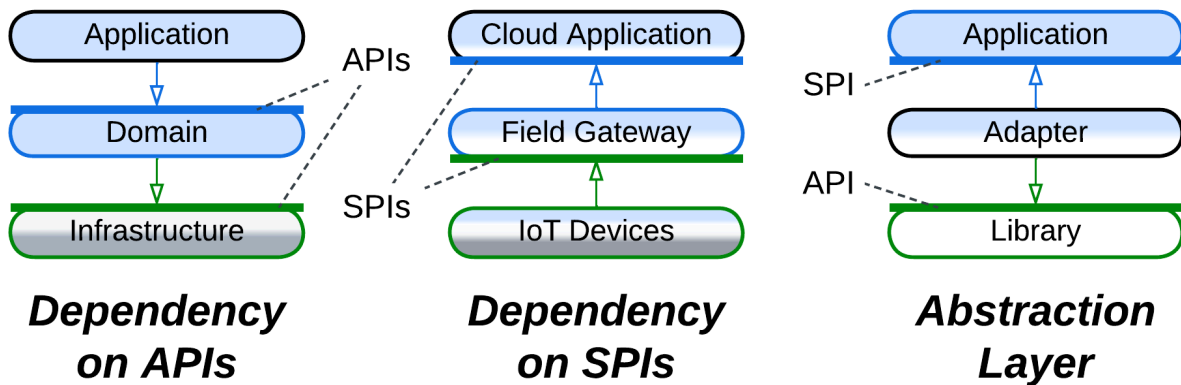 Application
APIs
Domain
Infrastructure
Dependency
on APIs
Cloud Application
Field Gateway
SPIs
IoT Devices
Dependency
on SPIs
Application
SPI
Adapter
API
Library
Abstraction
Layer